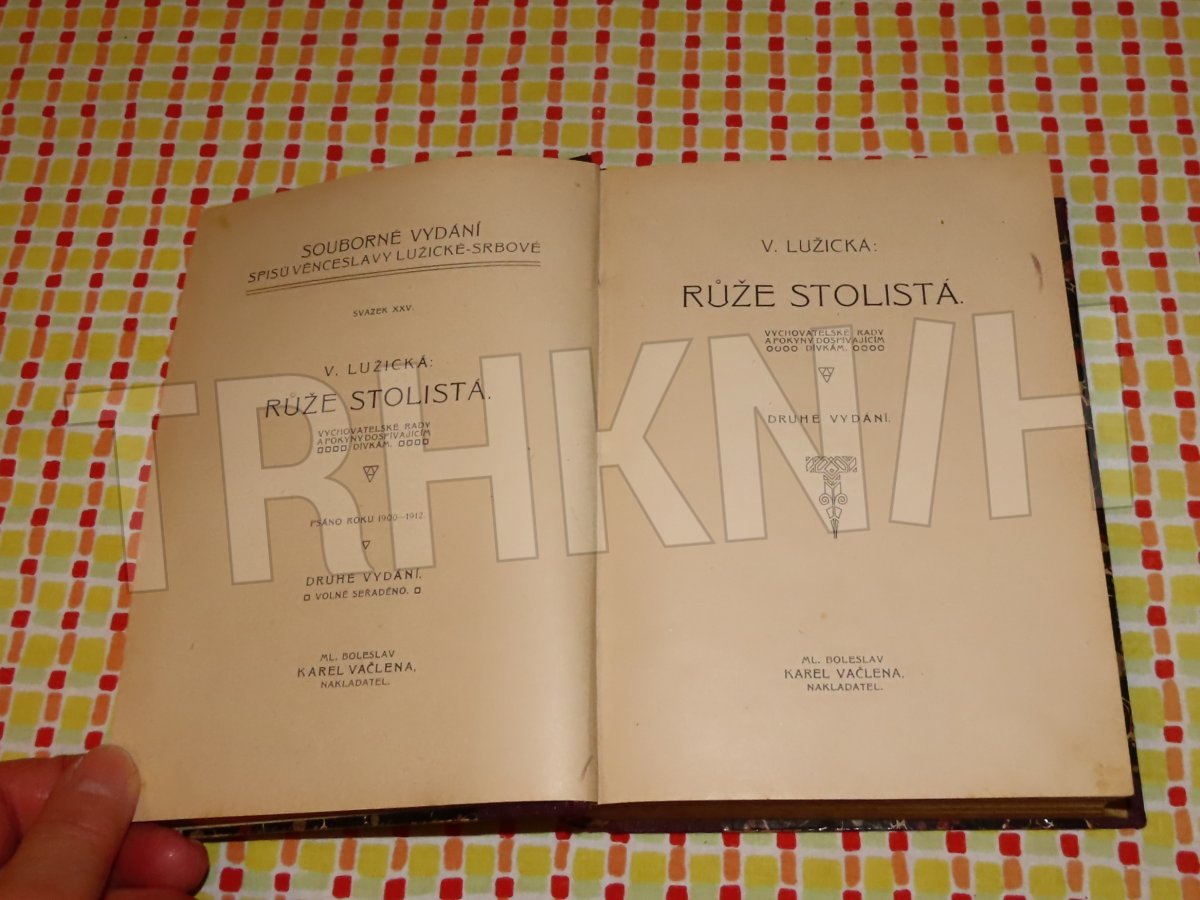 SOUBORNÉ VYDÁNÍ
SPISŮ VĚNCESLAVY LUŽICKÉ-SRBOVÉ
SVAZEK XXV.
V. LUŽICKÁ:
RŮŽE STOLISTÁ.
VYCHOVATELSKÉ RADY
A POKYNY DOSPÍVAJÍCÍM
DÍVKÁM.
PSÁNO ROKU 1900–1912.
DRUHÉ VYDÁNÍ.
VOLNĚ SEŘADĚNO.
ML. BOLESLAV
KAREL VAČLENA,
NAKLADATEL.
V. LUŽICKÁ:
RŮŽE STOLISTÁ.
VYCHOVATELSKÉ RADY
A POKYNY DOSPÍVAJÍCÍM
DÍVKÁM.
DRUHÉ VYDÁNÍ.
ML. BOLESLAV
KAREL VAČLENA,
NAKLADATEL.
TRHKNIH